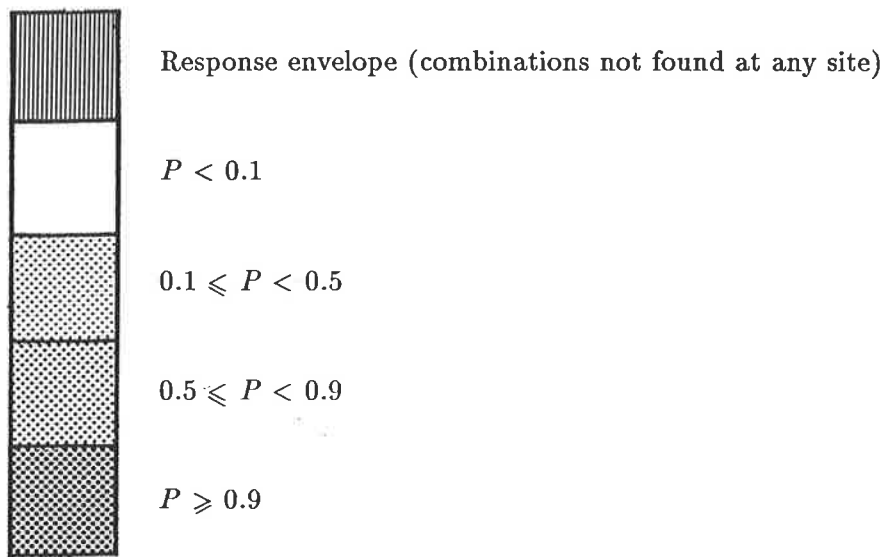 Response envelope (combinations not found at any site)
P < 0.1
0.1 ⩽ P < 0.5
0.5 ⩽ P < 0.9
P ⩾ 0.9